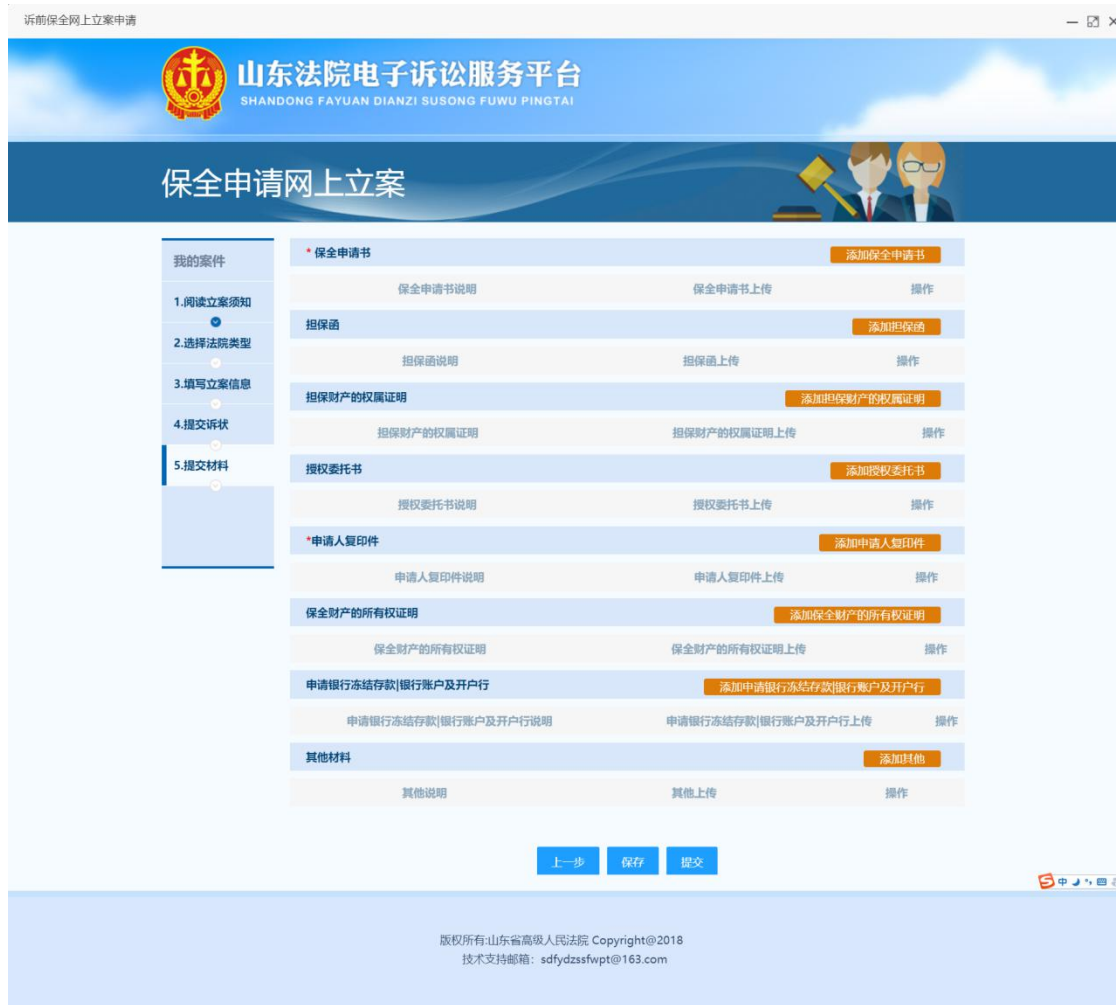 诉前保全网上立案申请
山东法院电子诉讼服务平台
SHANDONG FAYUAN DIANZI SUSONG FUWU PINGTAI
保全申请网上立案
我的案件
1.阅读立案须知
2.选择法院类型
3.填写立案信息
4.提交诉状
5.提交材料
* 保全申请书 添加保全申请书
保全申请书说明 保全申请书上传 操作
担保函 添加担保函
担保函说明 担保函上传 操作
担保财产的权属证明 添加担保财产的权属证明
担保财产的权属证明 担保财产的权属证明上传 操作
授权委托书 添加授权委托书
授权委托书说明 授权委托书上传 操作
*申请人复印件 添加申请人复印件
申请人复印件说明 申请人复印件上传 操作
保全财产的所有权证明 添加保全财产的所有权证明
保全财产的所有权证明 保全财产的所有权证明上传 操作
申请银行冻结存款|银行账户及开户行 添加申请银行冻结存款|银行账户及开户行
申请银行冻结存款|银行账户及开户行说明 申请银行冻结存款|银行账户及开户行上传 操作
其他材料 添加其他
其他说明 其他上传 操作
上一步 保存 提交
中
版权所有:山东省高级人民法院 Copyright@2018
技术支持邮箱：sdfydzssfwpt@163.com